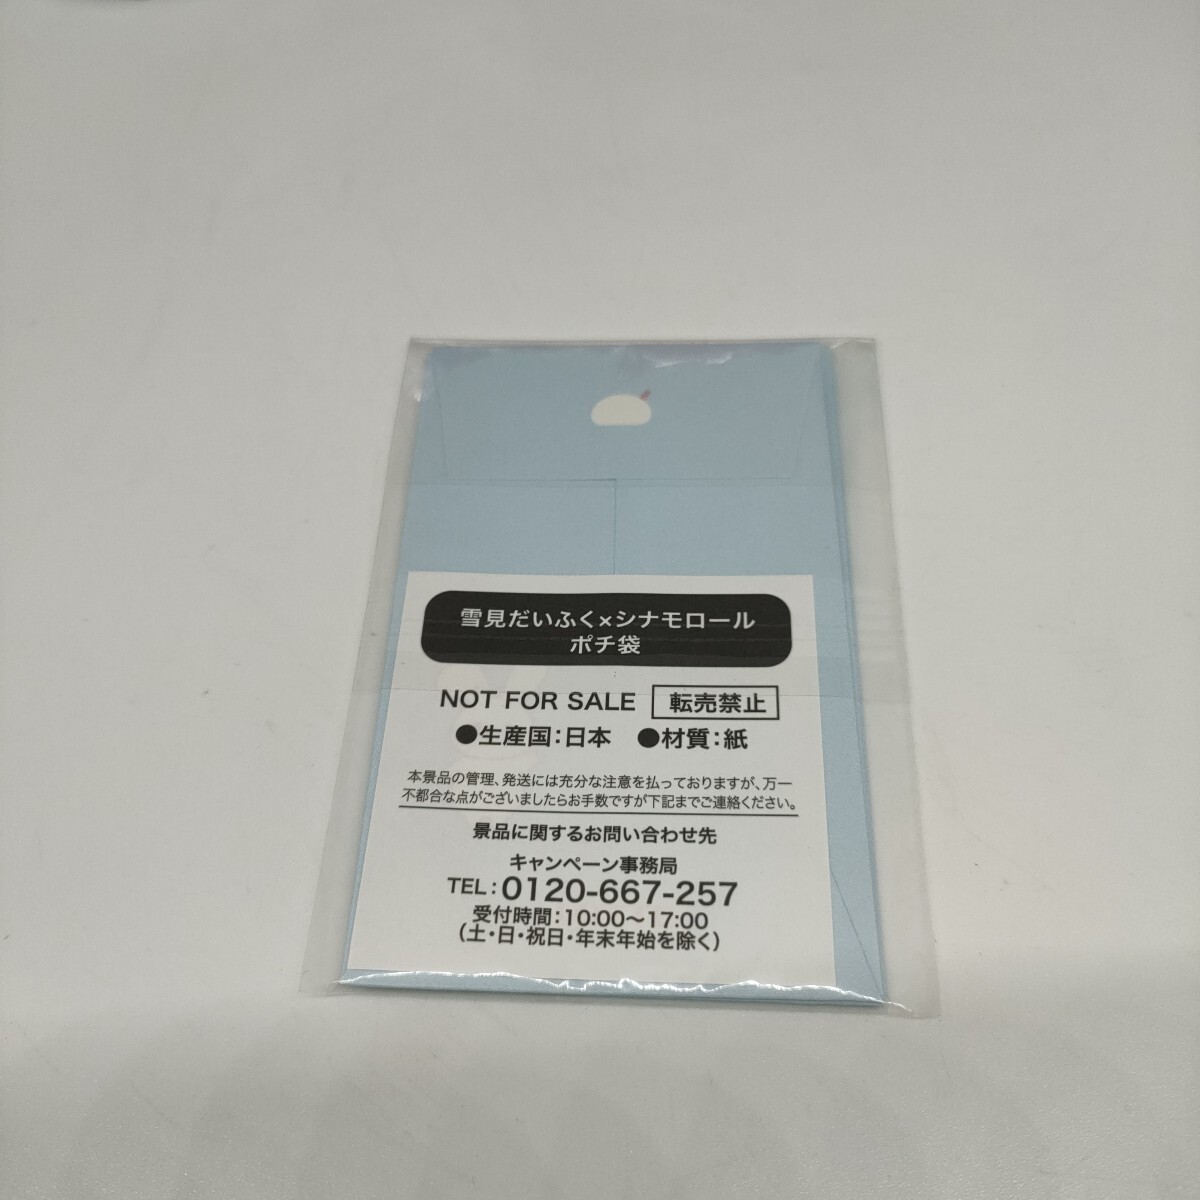 雪見だいふく×シナモロール
ポチ袋
NOT FOR SALE 転売禁止
●生産国:日本 ●材質:紙
本景品の管理、発送には充分な注意を払っておりますが、万一
不都合な点がございましたらお手数ですが下記までご連絡ください。
景品に関するお問い合わせ先
キャンペーン事務局
TEL:0120-667-257
受付時間:10:00〜17:00
(土・日・祝日・年末年始を除く)